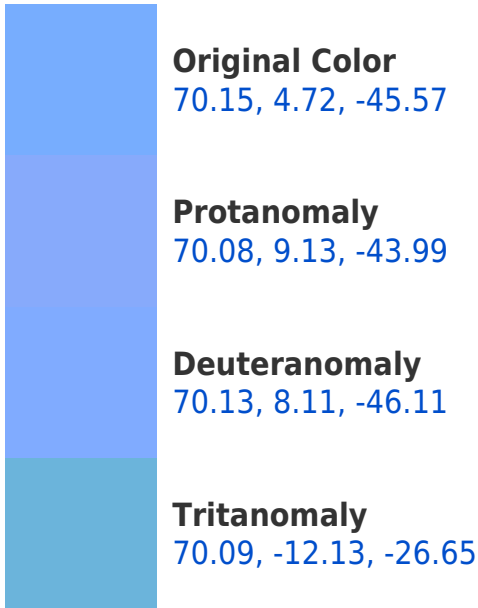 Original Color
70.15, 4.72, -45.57
Protanomaly
70.08, 9.13, -43.99
Deuteranomaly
70.13, 8.11, -46.11
Tritanomaly
70.09, -12.13, -26.65